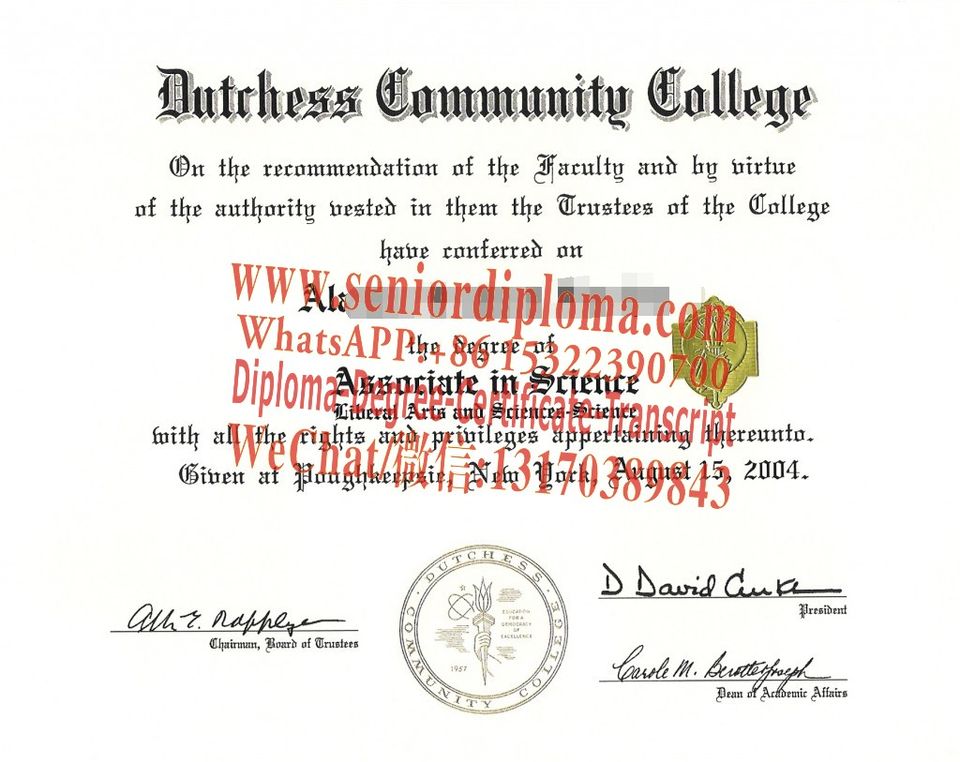 Dutchess Community College
On the recommendation of the Faculty and by virtue
of the authority vested in them the Trustees of the College
have conferred on
www.seniordiploma.com
Ala
WhatsAPP:+86 15322390700
the degree of
Diploma-Degree-Certificate-Transcript
Associate in Science
Liberal Arts and Sciences-Science
with all the rights and privileges appertaining thereunto.
WeChat/微信:13170389843
Given at Poughkeepsie, New York, August 15, 2004.
DUTCHESS COMMUNITY COLLEGE
EDUCATION
FOR A
DEMOCRACY
OF
EXCELLENCE
1957
D David
President
Chairman, Board of Trustees
Carole M.
Dean of Academic Affairs